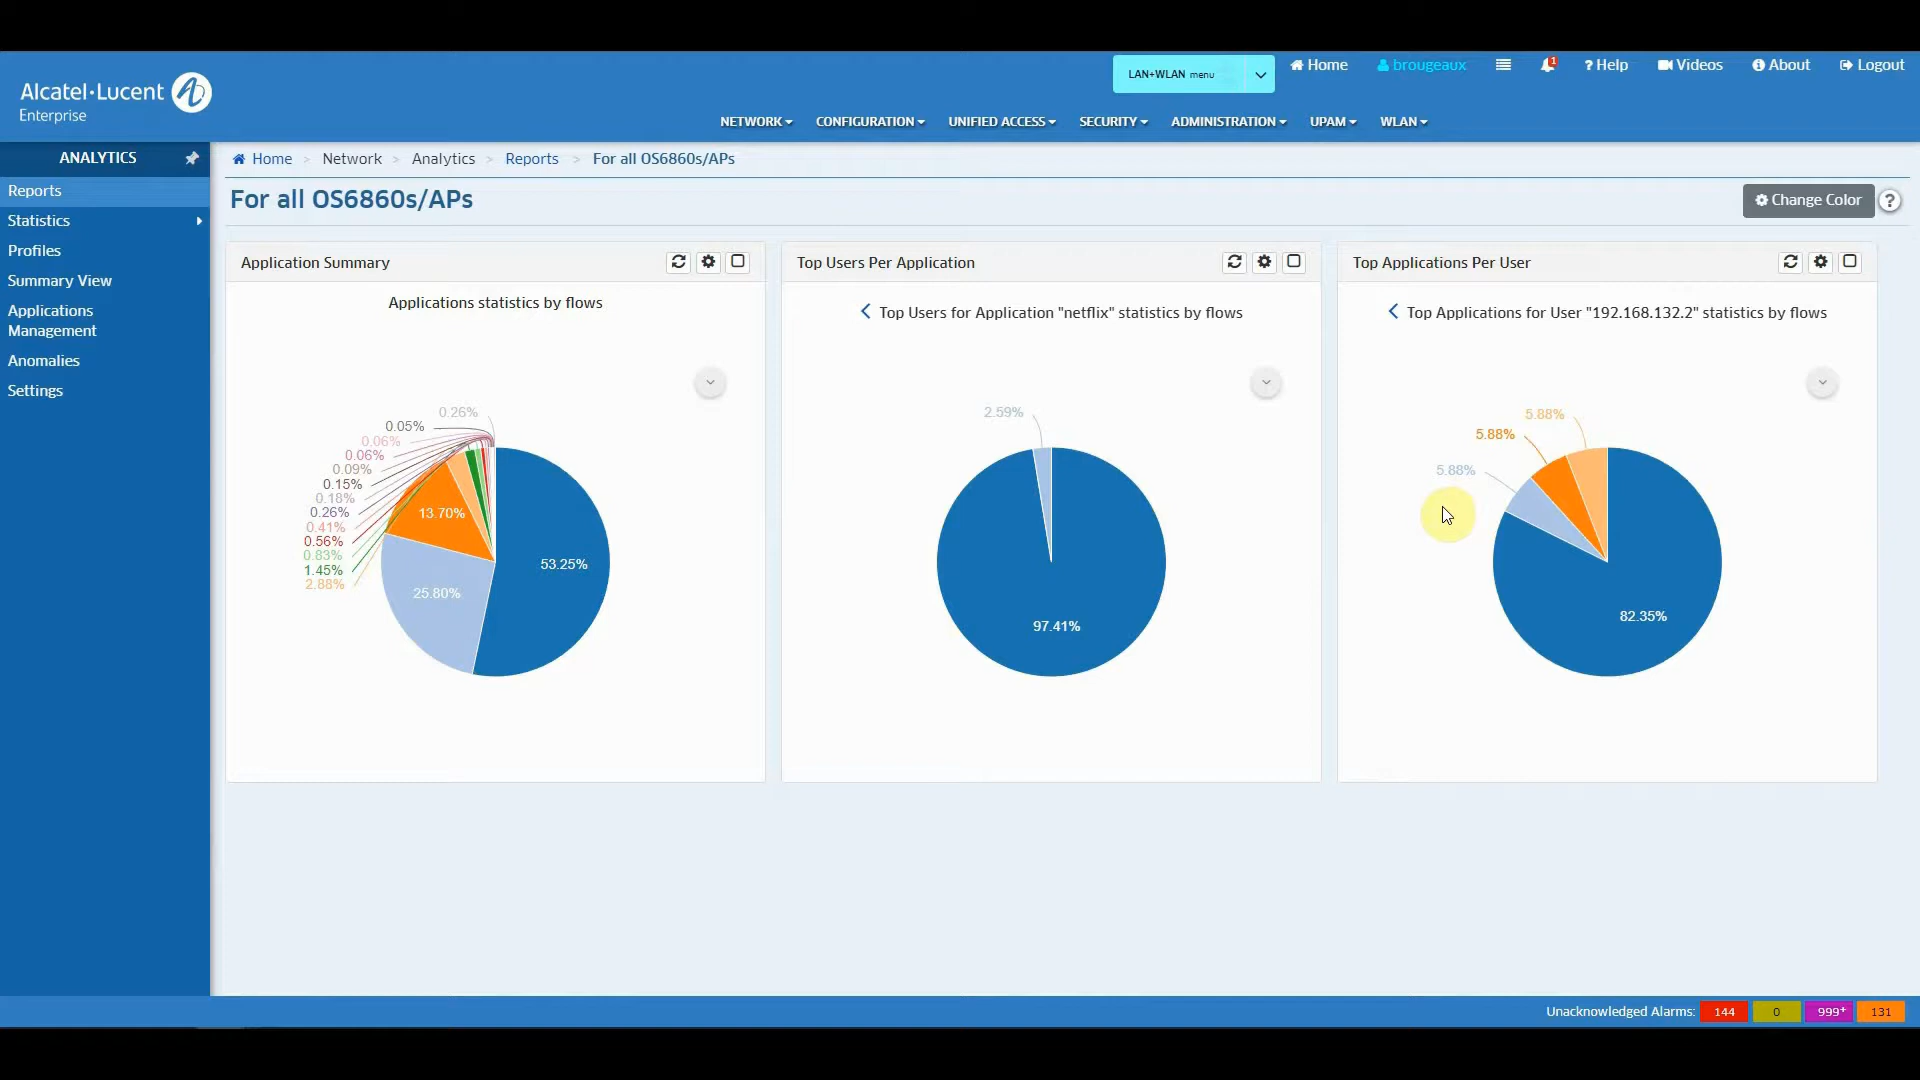 Alcatel·Lucent
Enterprise
LAN+WLAN menu
Home
brougeaux
1
? Help
Videos
About
Logout
NETWORK
CONFIGURATION
UNIFIED ACCESS
SECURITY
ADMINISTRATION
UPAM
WLAN
ANALYTICS
Reports
Statistics
Profiles
Summary View
Applications
Management
Anomalies
Settings
Home > Network > Analytics > Reports > For all OS6860s/APs
For all OS6860s/APs
Change Color
?
Application Summary
Applications statistics by flows
0.26%
0.05%
0.06%
0.06%
0.09%
0.15%
0.18%
0.26%
0.41%
0.56%
0.83%
1.45%
2.88%
13.70%
25.80%
53.25%
Top Users Per Application
Top Users for Application "netflix" statistics by flows
2.59%
97.41%
Top Applications Per User
Top Applications for User "192.168.132.2" statistics by flows
5.88%
5.88%
5.88%
82.35%
Unacknowledged Alarms: 144 0 999+ 131